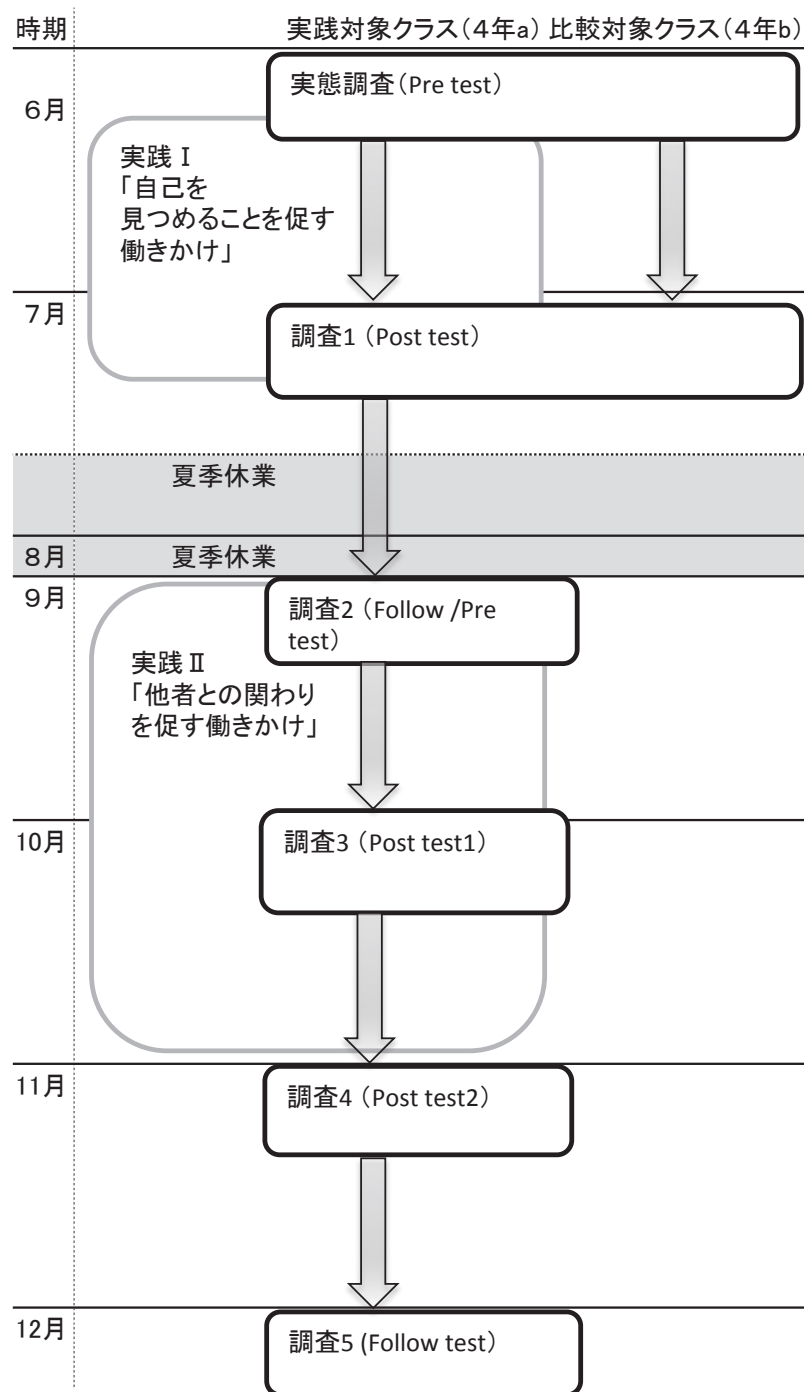 時期 実践対象クラス(4年a) 比較対象クラス(4年b)
実態調査(Pre test)
6月
実践Ⅰ
「自己を
見つめることを促す
働きかけ」
7月
調査1(Post test)
夏季休業
8月 夏季休業
9月
調査2(Follow /Pre
test)
実践Ⅱ
「他者との関わり
を促す働きかけ」
10月
調査3(Post test1)
11月
調査4(Post test2)
12月
調査5 (Follow test)